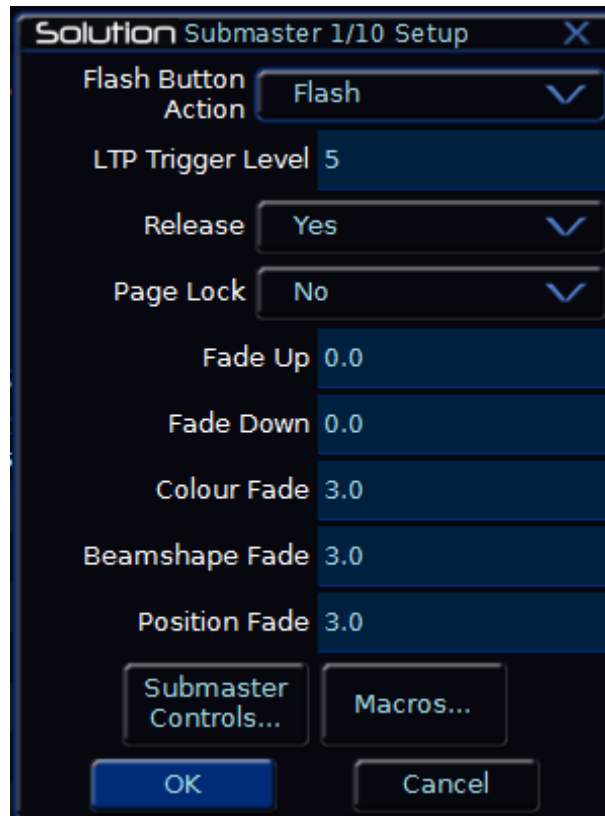 Solution Submaster 1/10 Setup X
Flash Button
Action
Flash
LTP Trigger Level 5
Release Yes
Page Lock No
Fade Up 0.0
Fade Down 0.0
Colour Fade 3.0
Beamshape Fade 3.0
Position Fade 3.0
Submaster
Controls...
Macros...
OK Cancel